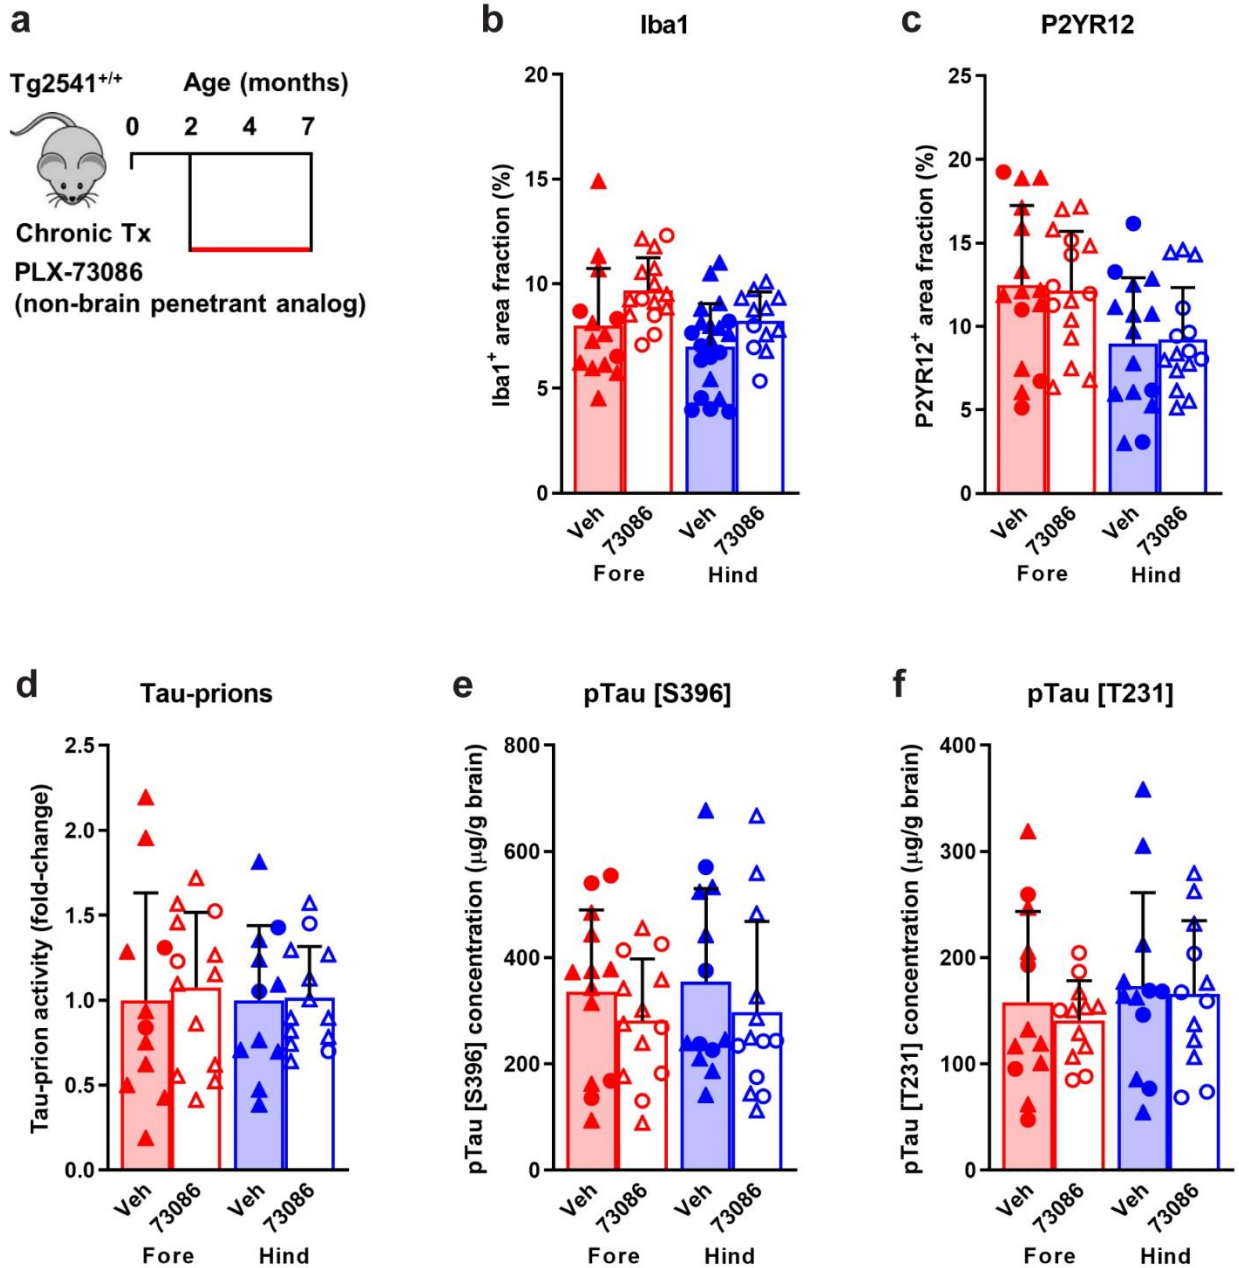 a
Tg2541+/+
Age (months)
0 2 4 7
Chronic Tx
PLX-73086
(non-brain penetrant analog)
b
Iba1
Iba1+ area fraction (%)
20
15
10
5
0
Veh 73086 Veh 73086
Fore Hind
c
P2YR12
P2YR12+ area fraction (%)
25
20
15
10
5
0
Veh 73086 Veh 73086
Fore Hind
d
Tau-prions
Tau-prion activity (fold-change)
2.5
2.0
1.5
1.0
0.5
0.0
Veh 73086 Veh 73086
Fore Hind
e
pTau [S396]
pTau [S396] concentration (µg/g brain)
800
600
400
200
0
Veh 73086 Veh 73086
Fore Hind
f
pTau [T231]
pTau [T231] concentration (µg/g brain)
400
300
200
100
0
Veh 73086 Veh 73086
Fore Hind